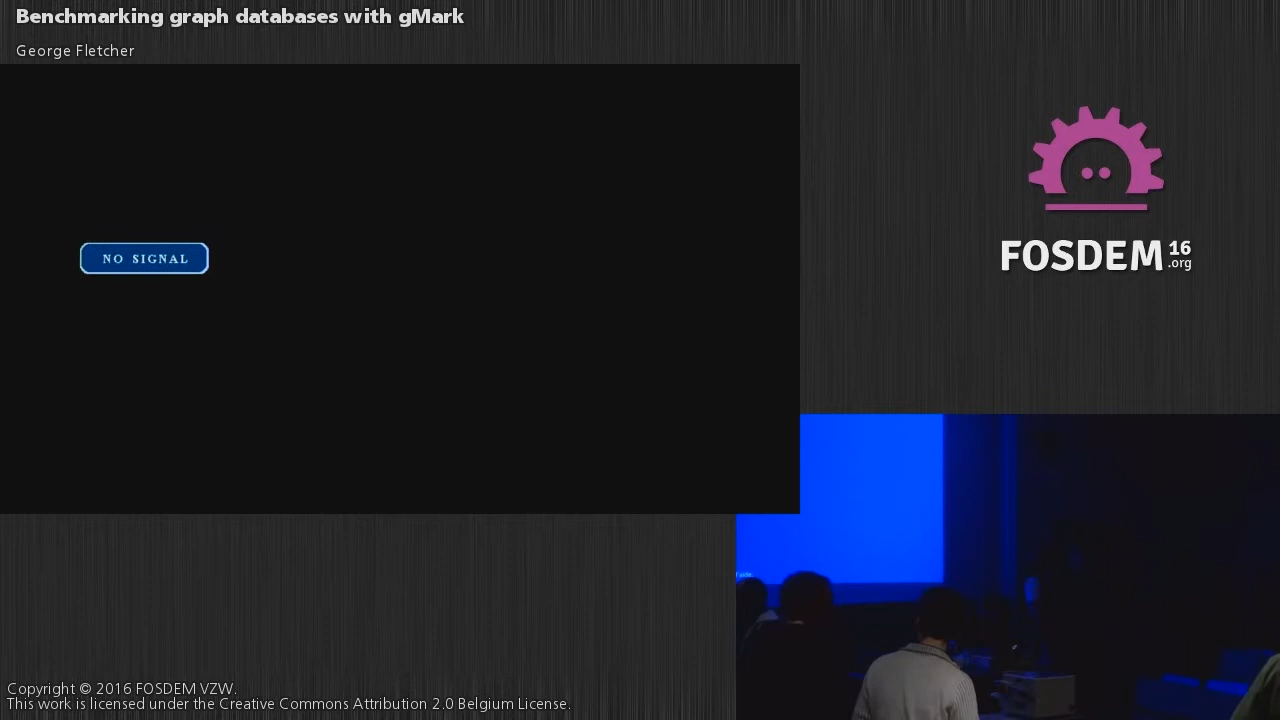 Benchmarking graph databases with gMark
George Fletcher
NO SIGNAL
FOSDEM 16
.org
Copyright © 2016 FOSDEM VZW.
This work is licensed under the Creative Commons Attribution 2.0 Belgium License.